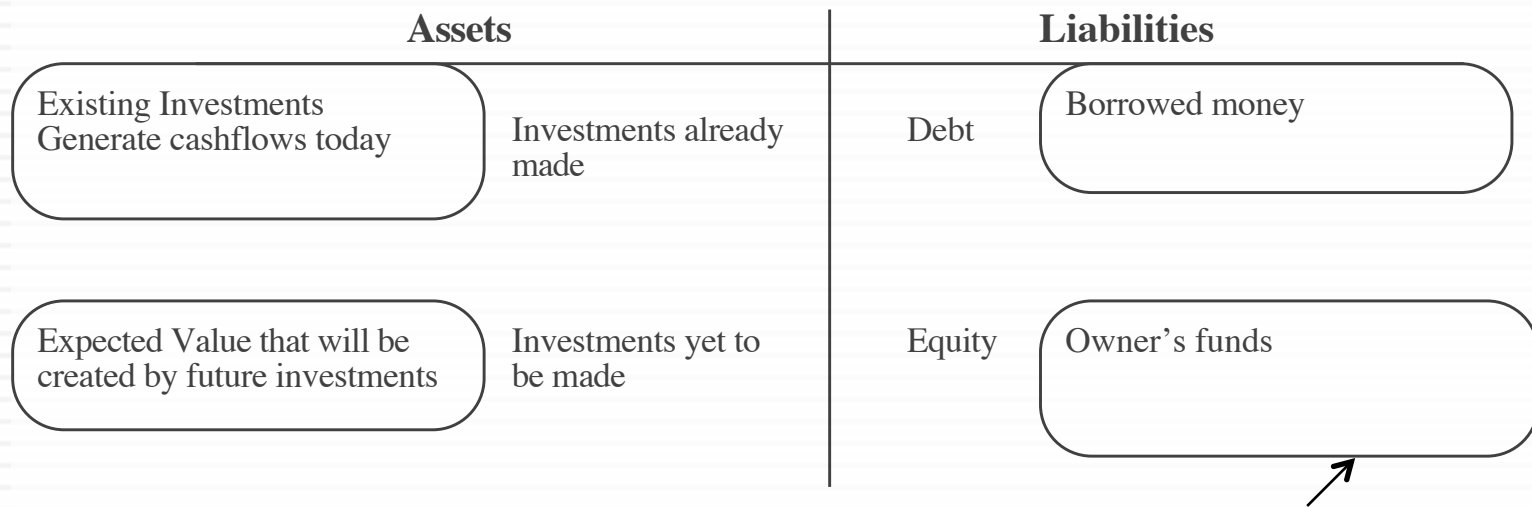 Assets
Liabilities
Existing Investments
Generate cashflows today
Investments already
made
Debt
Borrowed money
Expected Value that will be
created by future investments
Investments yet to
be made
Equity
Owner’s funds